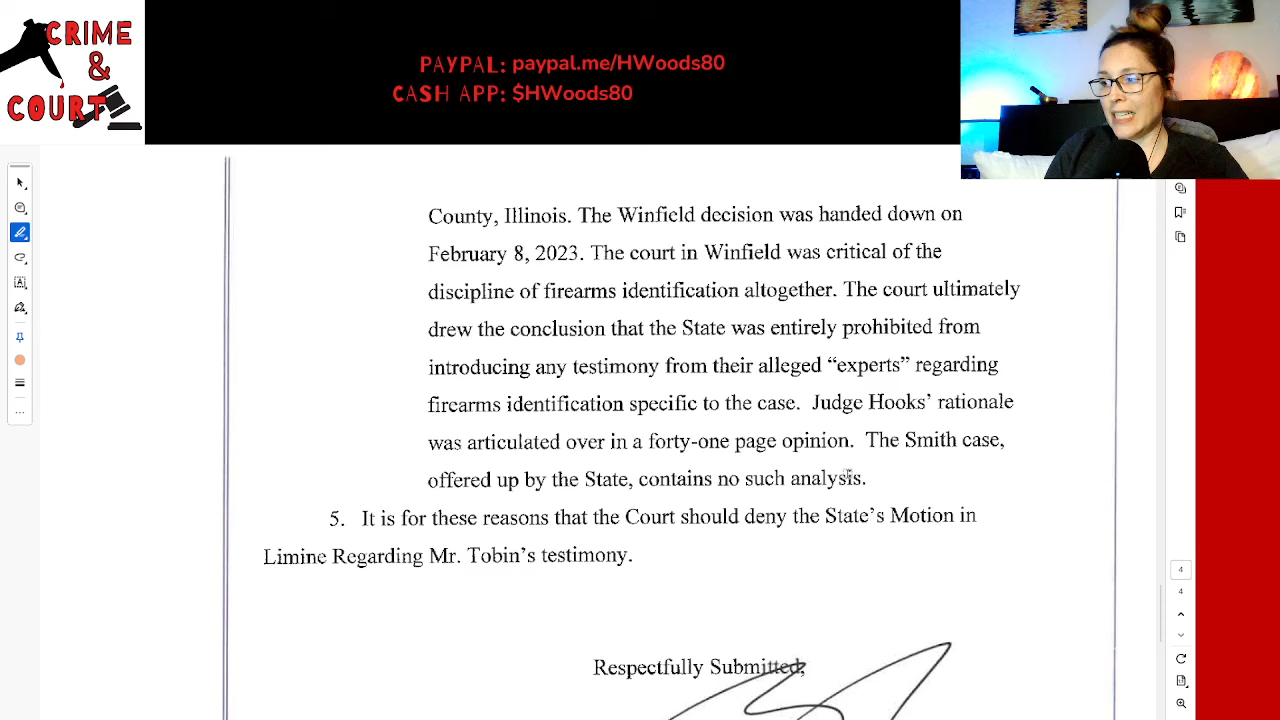 CRIME
&
COURT
PAYPAL: paypal.me/HWoods80
CASH APP: $HWoods80
County, Illinois. The Winfield decision was handed down on
February 8, 2023. The court in Winfield was critical of the
discipline of firearms identification altogether. The court ultimately
drew the conclusion that the State was entirely prohibited from
introducing any testimony from their alleged “experts” regarding
firearms identification specific to the case. Judge Hooks’ rationale
was articulated over in a forty-one page opinion. The Smith case,
offered up by the State, contains no such analysis.
5. It is for these reasons that the Court should deny the State’s Motion in
Limine Regarding Mr. Tobin’s testimony.
Respectfully Submitted,
4
4